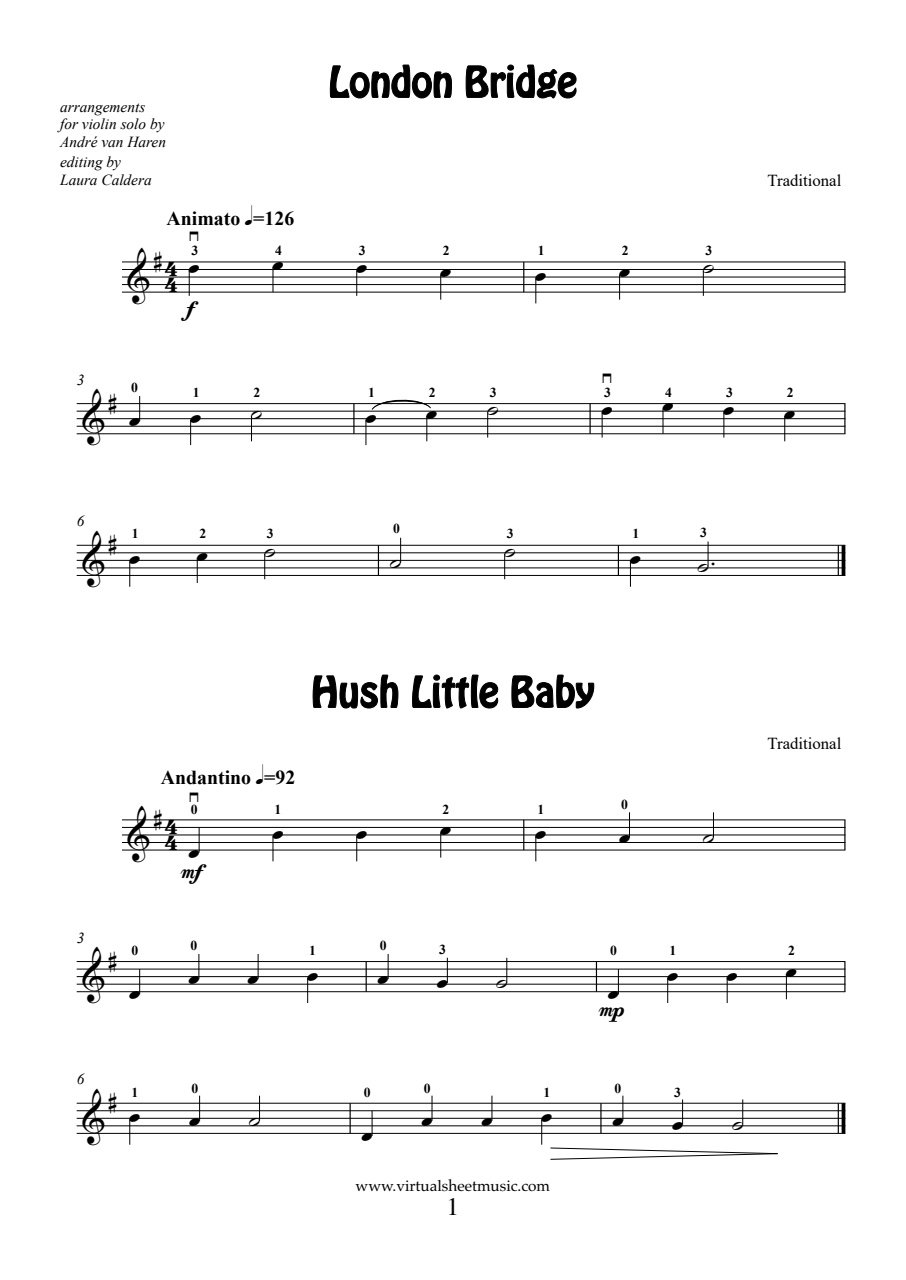 London Bridge
arrangements
for violin solo by
André van Haren
editing by
Laura Caldera
Traditional
Animato ♩=126
3 4 3 2 1 2 3
f
3
0 1 2 1 2 3 3 4 3 2
6
1 2 3 0 3 1 3
Hush Little Baby
Traditional
Andantino ♩=92
0 1 2 1 0
mf
3
0 0 1 0 3 0 1 2
mp
6
1 0 0 0 1 0 3
www.virtualsheetmusic.com
1